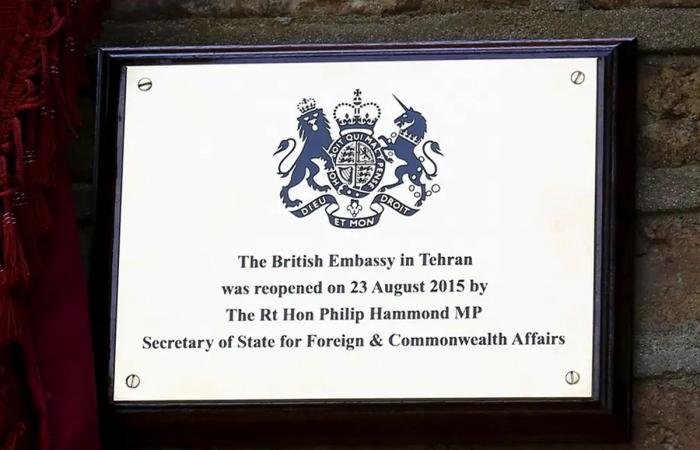 HONI SOIT QUI MAL Y PENSE
DIEU ET MON DROIT
The British Embassy in Tehran
was reopened on 23 August 2015 by
The Rt Hon Philip Hammond MP
Secretary of State for Foreign & Commonwealth Affairs